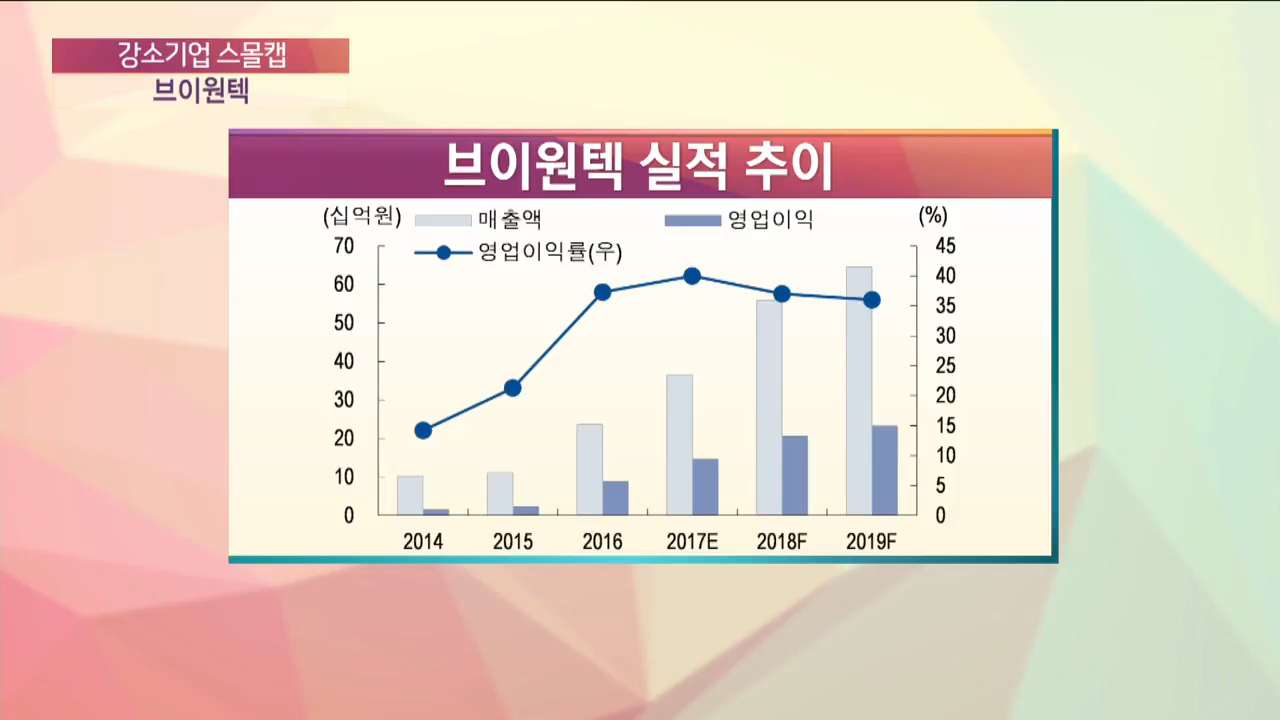 강소기업 스몰캡
브이원텍
브이원텍 실적 추이
(십억원) 매출액 영업이익 (%)
영업이익률(우)
70 45
60 40
50 35
40 30
30 25
20 20
10 15
0 10
5
0
2014 2015 2016 2017E 2018F 2019F